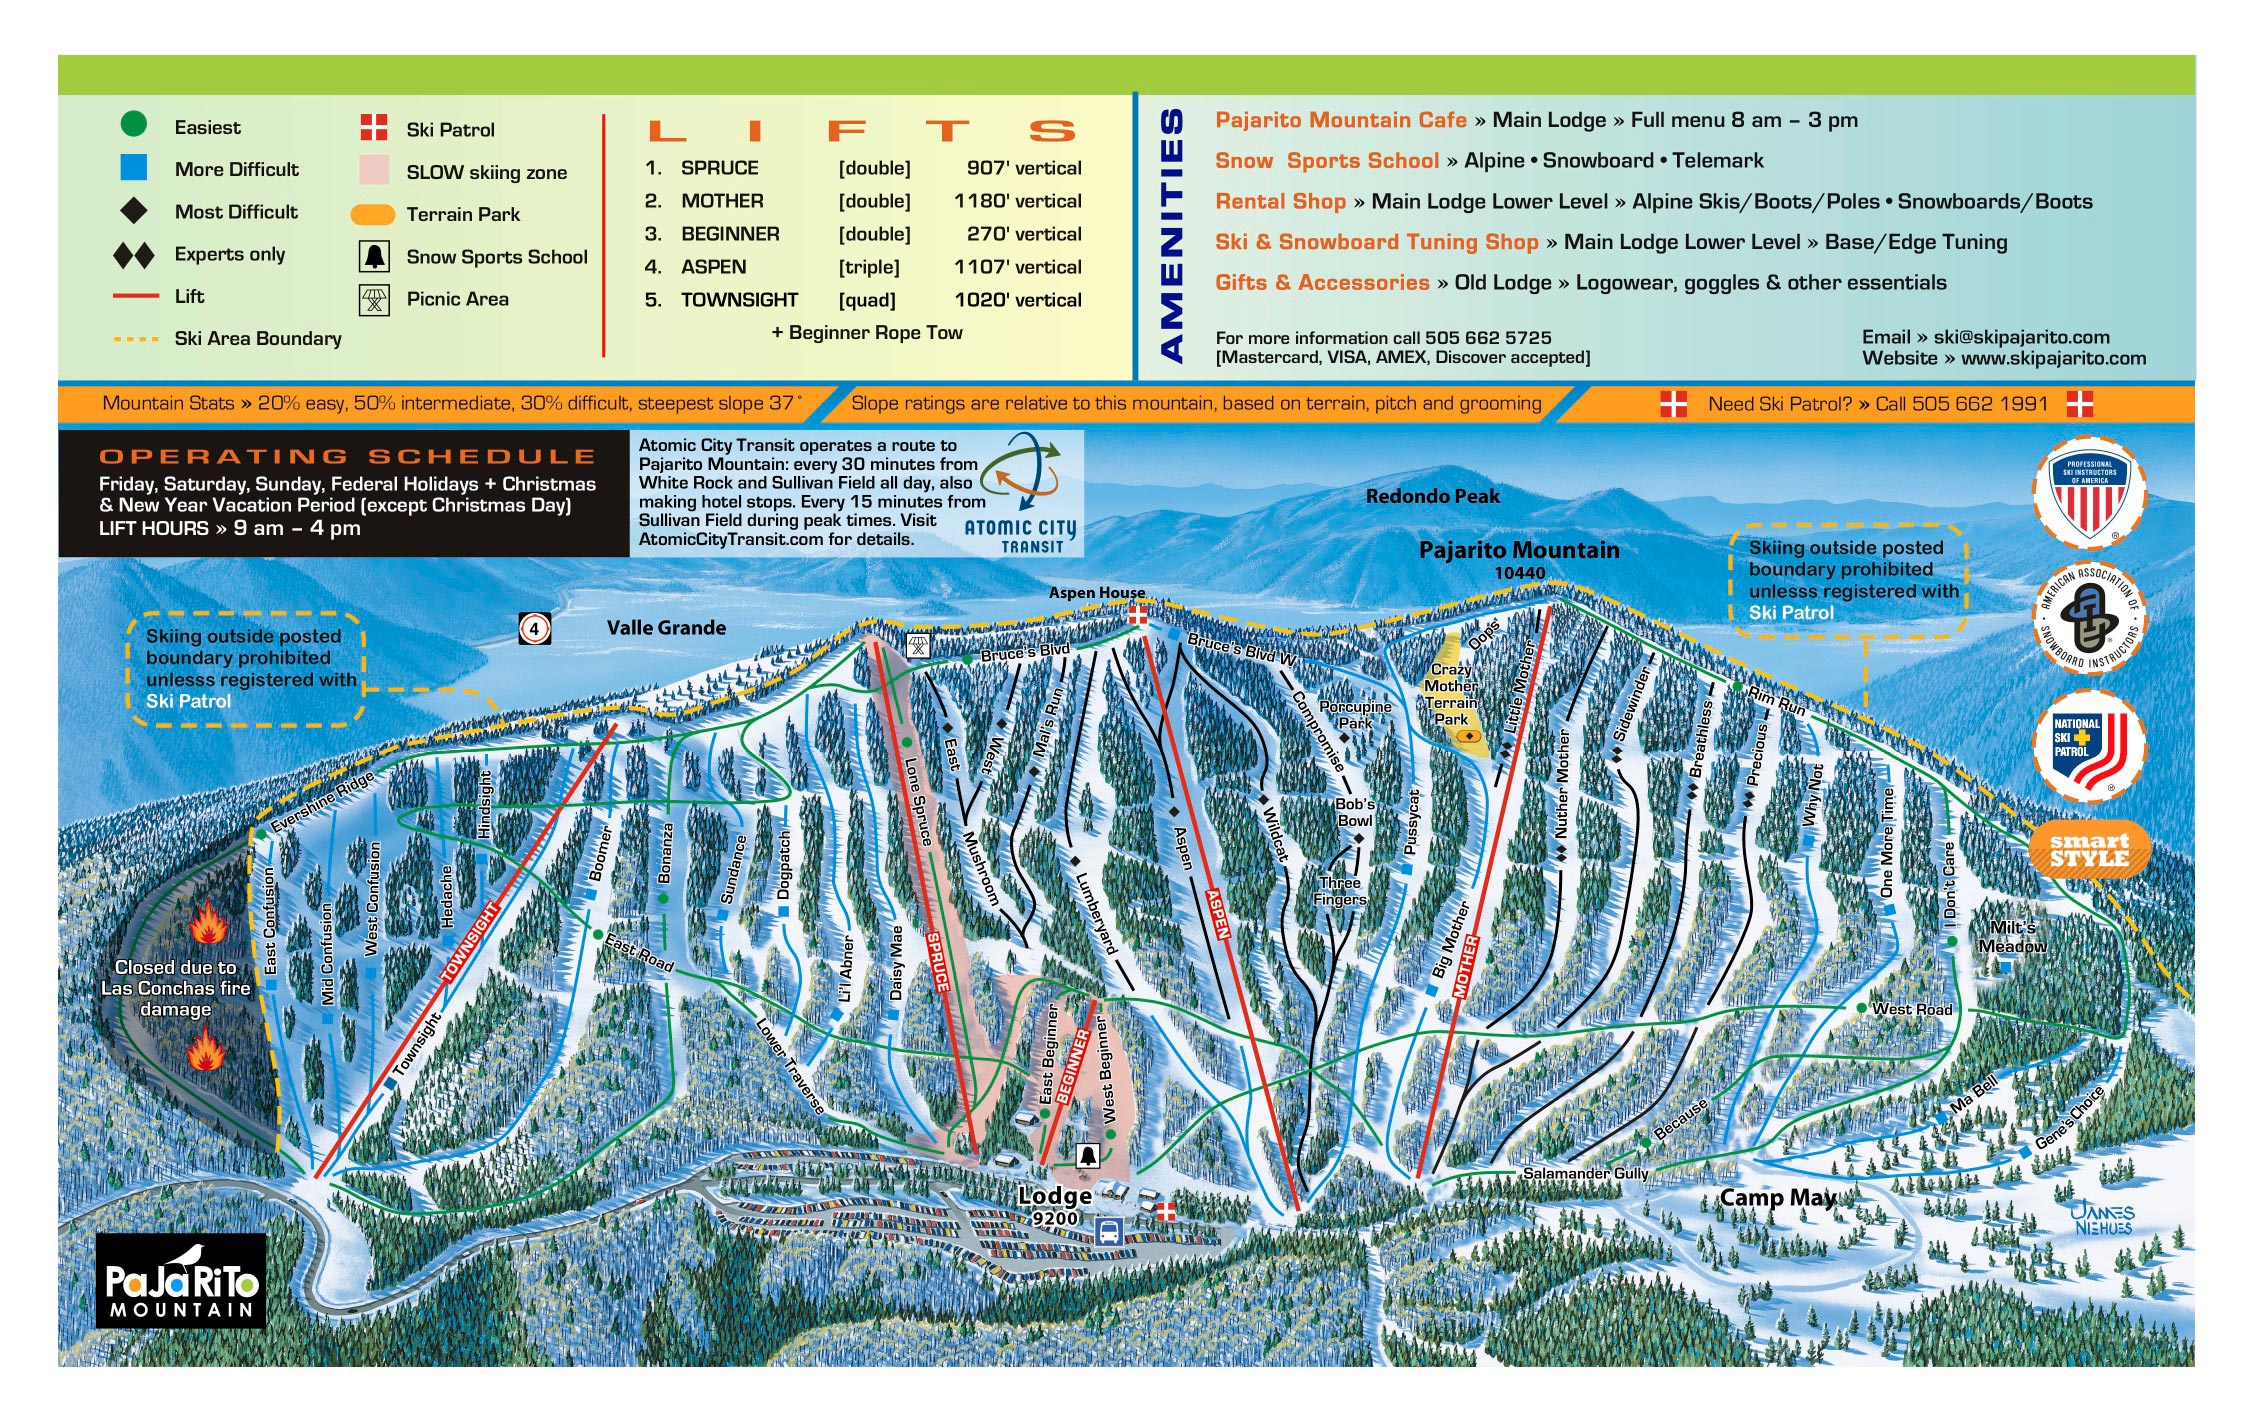 Easiest
More Difficult
Most Difficult
Experts only
Lift
Ski Area Boundary
Ski Patrol
SLOW skiing zone
Terrain Park
Snow Sports School
Picnic Area
LIFTS
1. SPRUCE [double] 907' vertical
2. MOTHER [double] 1180' vertical
3. BEGINNER [double] 270' vertical
4. ASPEN [triple] 1107' vertical
5. TOWNSIGHT [quad] 1020' vertical
+ Beginner Rope Tow
AMENITIES
Pajarito Mountain Cafe » Main Lodge » Full menu 8 am – 3 pm
Snow Sports School » Alpine • Snowboard • Telemark
Rental Shop » Main Lodge Lower Level » Alpine Skis/Boots/Poles • Snowboards/Boots
Ski & Snowboard Tuning Shop » Main Lodge Lower Level » Base/Edge Tuning
Gifts & Accessories » Old Lodge » Logowear, goggles & other essentials
For more information call 505 662 5725
[Mastercard, VISA, AMEX, Discover accepted]
Email » ski@skipajarito.com
Website » www.skipajarito.com
Mountain Stats » 20% easy, 50% intermediate, 30% difficult, steepest slope 37°
Slope ratings are relative to this mountain, based on terrain, pitch and grooming
Need Ski Patrol? » Call 505 662 1991
OPERATING SCHEDULE
Friday, Saturday, Sunday, Federal Holidays + Christmas
& New Year Vacation Period (except Christmas Day)
LIFT HOURS » 9 am – 4 pm
Atomic City Transit operates a route to
Pajarito Mountain: every 30 minutes from
White Rock and Sullivan Field all day, also
making hotel stops. Every 15 minutes from
Sullivan Field during peak times. Visit
AtomicCityTransit.com for details.
ATOMIC CITY
TRANSIT
Redondo Peak
Pajarito Mountain
10440
Aspen House
Valle Grande
4
Skiing outside posted
boundary prohibited
unlesss registered with
Ski Patrol
Skiing outside posted
boundary prohibited
unlesss registered with
Ski Patrol
PROFESSIONAL
SKI INSTRUCTORS
OF AMERICA
®
AMERICAN ASSOCIATION OF
SNOWBOARD INSTRUCTORS
NATIONAL
SKI
PATROL
®
smart
STYLE
Bruce's Blvd
Bruce's Blvd W
Oops
Crazy
Mother
Terrain
Park
Little Mother
Porcupine
Park
Compromise
Bob's
Bowl
Three
Fingers
Sidewinder
Nuther Mother
Breathless
Precious
Rim Run
Why Not
One More Time
I Don't Care
Milt's
Meadow
West Road
Ma Bell
Gene's Choice
Because
Salamander Gully
Camp May
Pussycat
Big Mother
MOTHER
Wildcat
Aspen
ASPEN
Lumberyard
Mushroom
East
West
Mal's Run
Lone Spruce
SPRUCE
East Beginner
BEGINNER
West Beginner
Daisy Mae
Li'l Abner
Dogpatch
Sundance
Bonanza
Boomer
East Road
Lower Traverse
Evershine Ridge
Hindsight
Hedache
West Confusion
Mid Confusion
East Confusion
TOWNSIGHT
Townsight
Closed due to
Las Conchas fire
damage
Lodge
9200
PaJaRiTo
MOUNTAIN
JAMES
NIEHUES